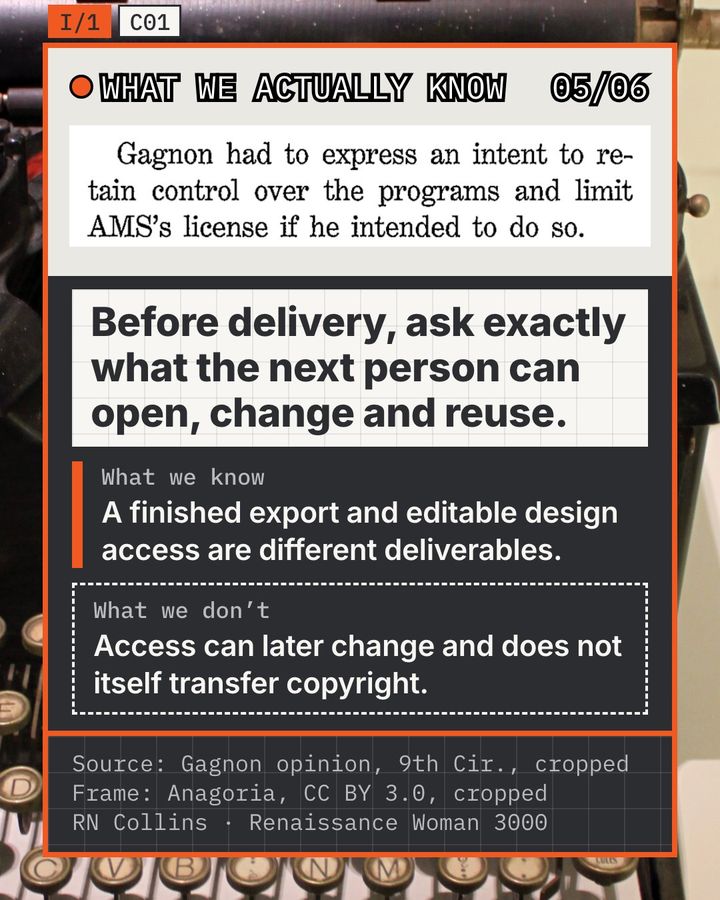 I/1 C01
WHAT WE ACTUALLY KNOW 05/06
Gagnon had to express an intent to re-
tain control over the programs and limit
AMS's license if he intended to do so.
Before delivery, ask exactly
what the next person can
open, change and reuse.
What we know
A finished export and editable design
access are different deliverables.
What we don't
Access can later change and does not
itself transfer copyright.
Source: Gagnon opinion, 9th Cir., cropped
Frame: Anagoria, CC BY 3.0, cropped
RN Collins · Renaissance Woman 3000
D
C V B N M